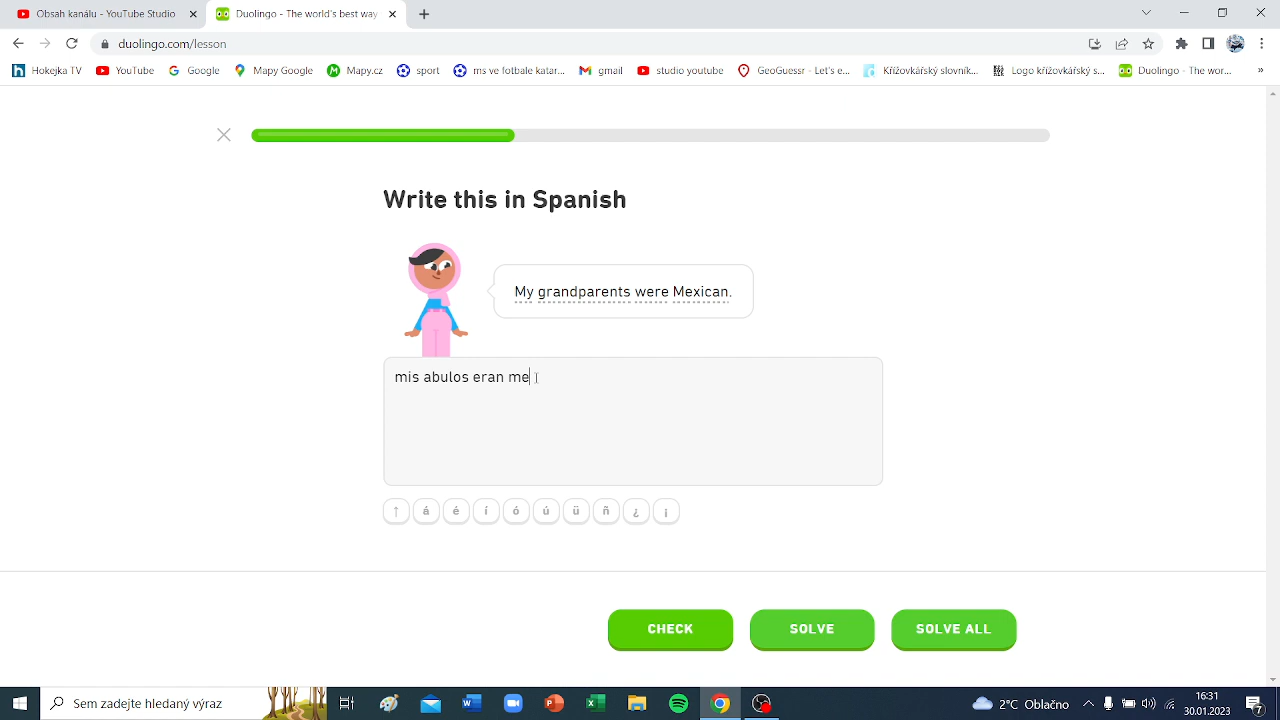 Obsah kanálu - YouTube Studio
Duolingo - The world's best way
duolingo.com/lesson
Hokejka TV YouTube Google Mapy Google Mapy.cz sport ms ve fotbale - star... gmail studio youtube GeoGuessr - Let's e... Křížovkářský slovník... Logo křížovkářský s... Duolingo - The wor... »
Write this in Spanish
My grandparents were Mexican.
mis abulos eran me
↑ á é í ó ú ü ñ ¿ ¡
CHECK SOLVE SOLVE ALL
Sem zadejte hledaný výraz
2°C Oblačno
16:31
30.01.2023